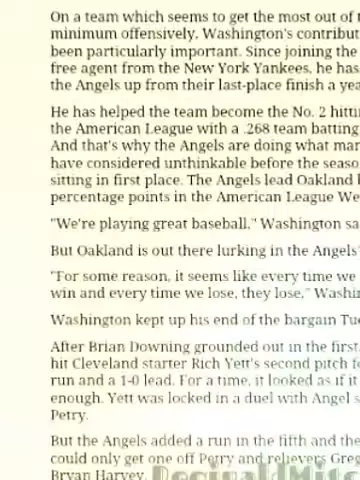 On a team which seems to get the most out of
minimum offensively, Washington's contribut
been particularly important. Since joining the
free agent from the New York Yankees, he has
the Angels up from their last-place finish a yea
He has helped the team become the No. 2 hitti
the American League with a .268 team batting
And that's why the Angels are doing what mar
have considered unthinkable before the seaso
sitting in first place. The Angels lead Oakland
percentage points in the American League We
"We're playing great baseball," Washington sa
But Oakland is out there lurking in the Angels'
"For some reason, it seems like every time we
win and every time we lose, they lose," Washi
Washington kept up his end of the bargain Tue
After Brian Downing grounded out in the first,
hit Cleveland starter Rich Yett's second pitch f
run and a 1-0 lead. For a time, it looked as if it
enough. Yett was locked in a duel with Angel s
Petry.
But the Angels added a run in the fifth and the
could only get one off Perry and relievers Greg
Bryan Harvey.